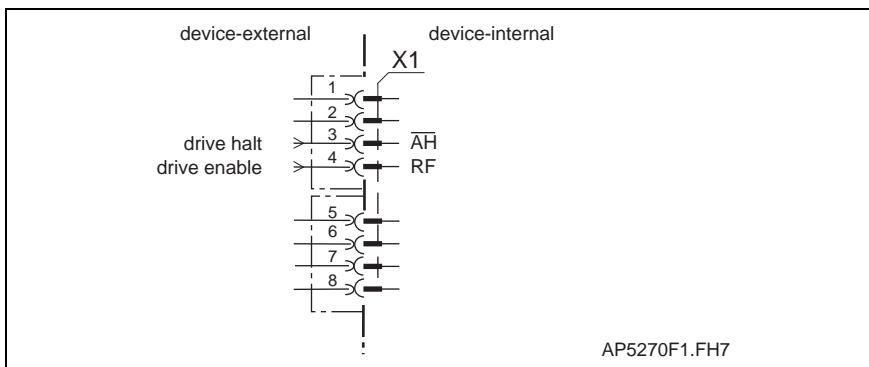 device-external device-internal
X1
1
2
drive halt 3 A̅H̅
drive enable 4 RF
5
6
7
8
AP5270F1.FH7